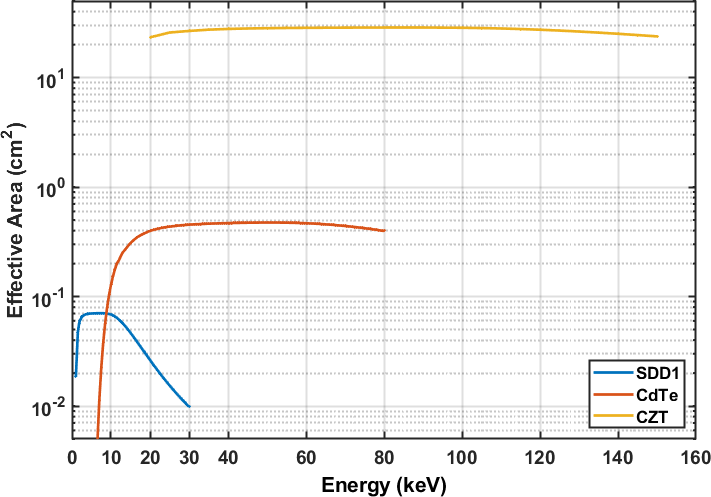 Effective Area (cm²)
10¹
10⁰
10⁻¹
10⁻²
0 10 20 30 40 60 80 100 120 140 160
Energy (keV)
SDD1
CdTe
CZT